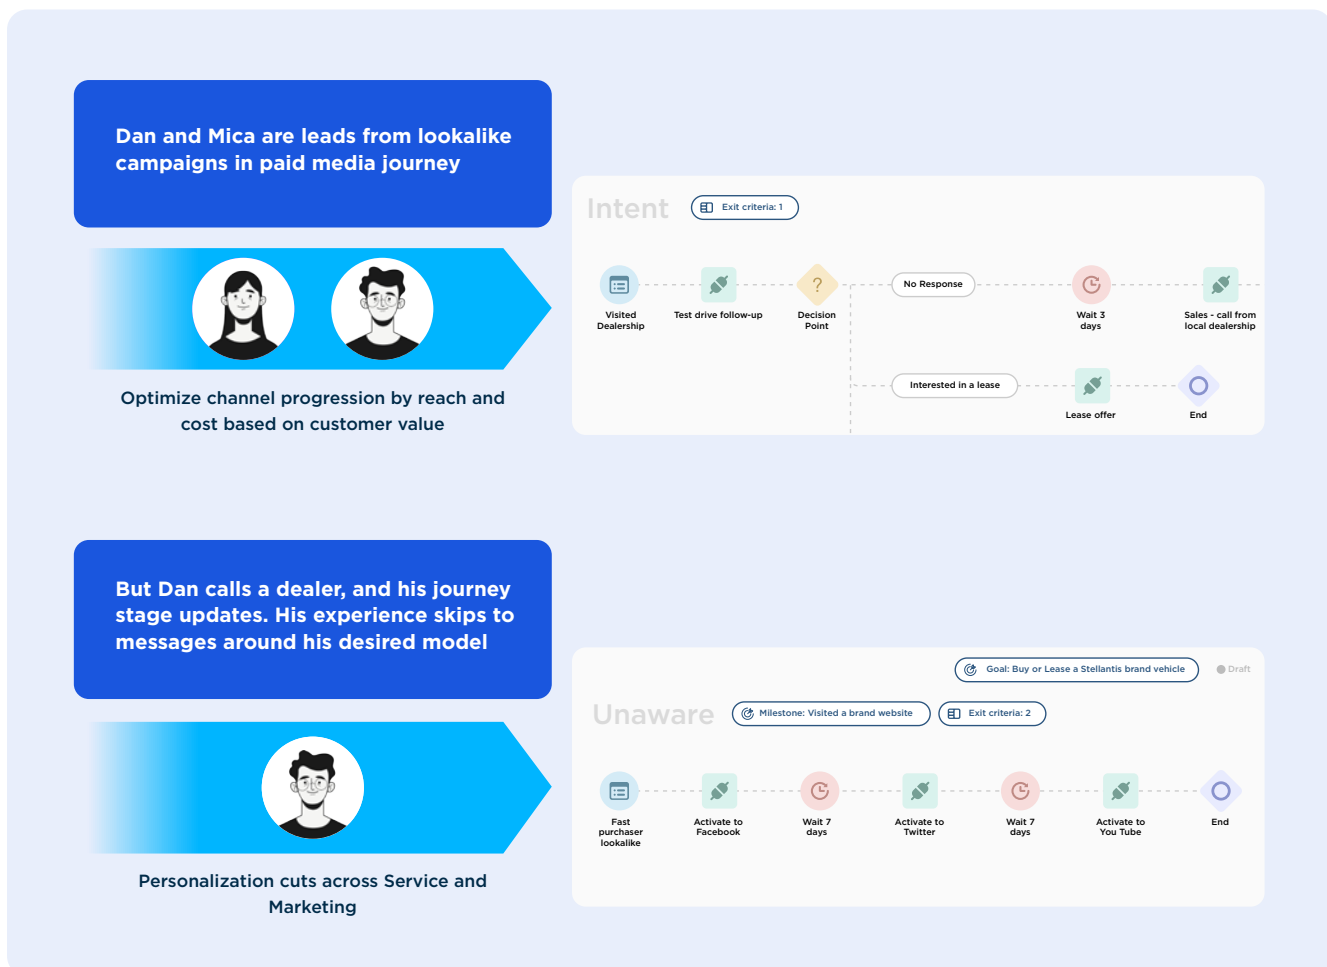 Dan and Mica are leads from lookalike
campaigns in paid media journey
Optimize channel progression by reach and
cost based on customer value
Intent
Exit criteria: 1
Visited
Dealership
Test drive follow-up
?
Decision
Point
No Response
Wait 3
days
Sales - call from
local dealership
Interested in a lease
Lease offer
End
But Dan calls a dealer, and his journey
stage updates. His experience skips to
messages around his desired model
Personalization cuts across Service and
Marketing
Goal: Buy or Lease a Stellantis brand vehicle
Draft
Unaware
Milestone: Visited a brand website
Exit criteria: 2
Fast
purchaser
lookalike
Activate to
Facebook
Wait 7
days
Activate to
Twitter
Wait 7
days
Activate to
You Tube
End